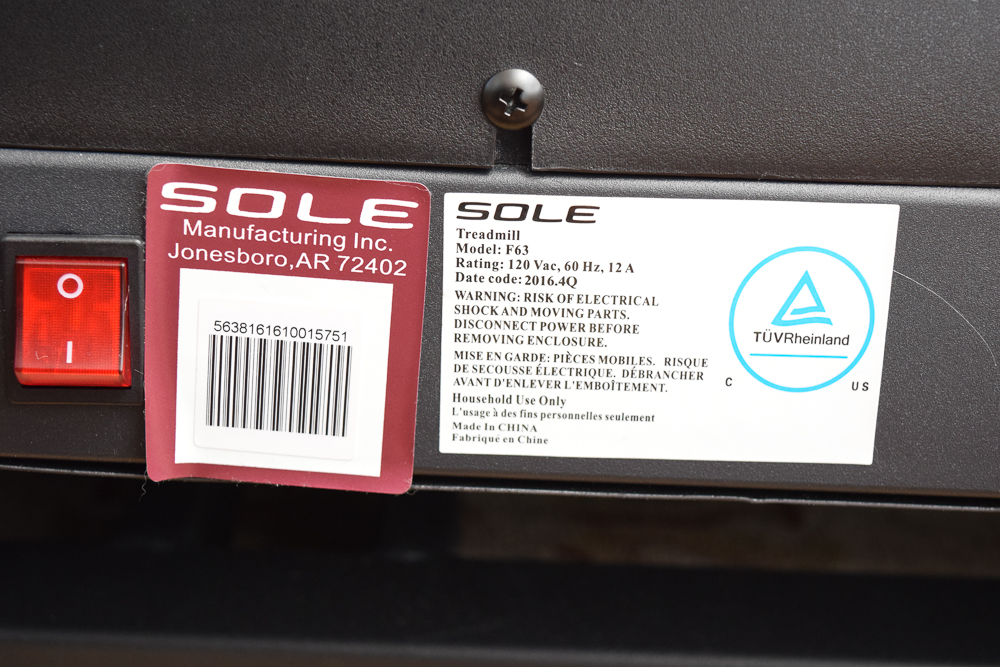 O
I
SOLE
Manufacturing Inc.
Jonesboro,AR 72402
5638161610015751
SOLE
Treadmill
Model: F63
Rating: 120 Vac, 60 Hz, 12 A
Date code: 2016.4Q
WARNING: RISK OF ELECTRICAL
SHOCK AND MOVING PARTS.
DISCONNECT POWER BEFORE
REMOVING ENCLOSURE.
MISE EN GARDE: PIÈCES MOBILES. RISQUE
DE SECOUSSE ÉLECTRIQUE. DÉBRANCHER
AVANT D'ENLEVER L'EMBOÎTEMENT.
Household Use Only
L'usage à des fins personnelles seulement
Made In CHINA
Fabriqué en Chine
TÜVRheinland
C US